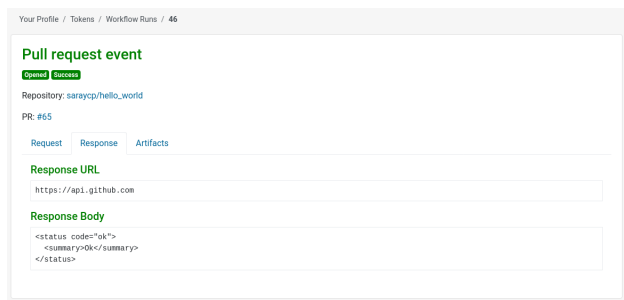 Your Profile / Tokens / Workflow Runs / 46
Pull request event
Opened Success
Repository: saraycp/hello_world
PR: #65
Request Response Artifacts
Response URL
https://api.github.com
Response Body
<status code="ok">
  <summary>Ok</summary>
</status>